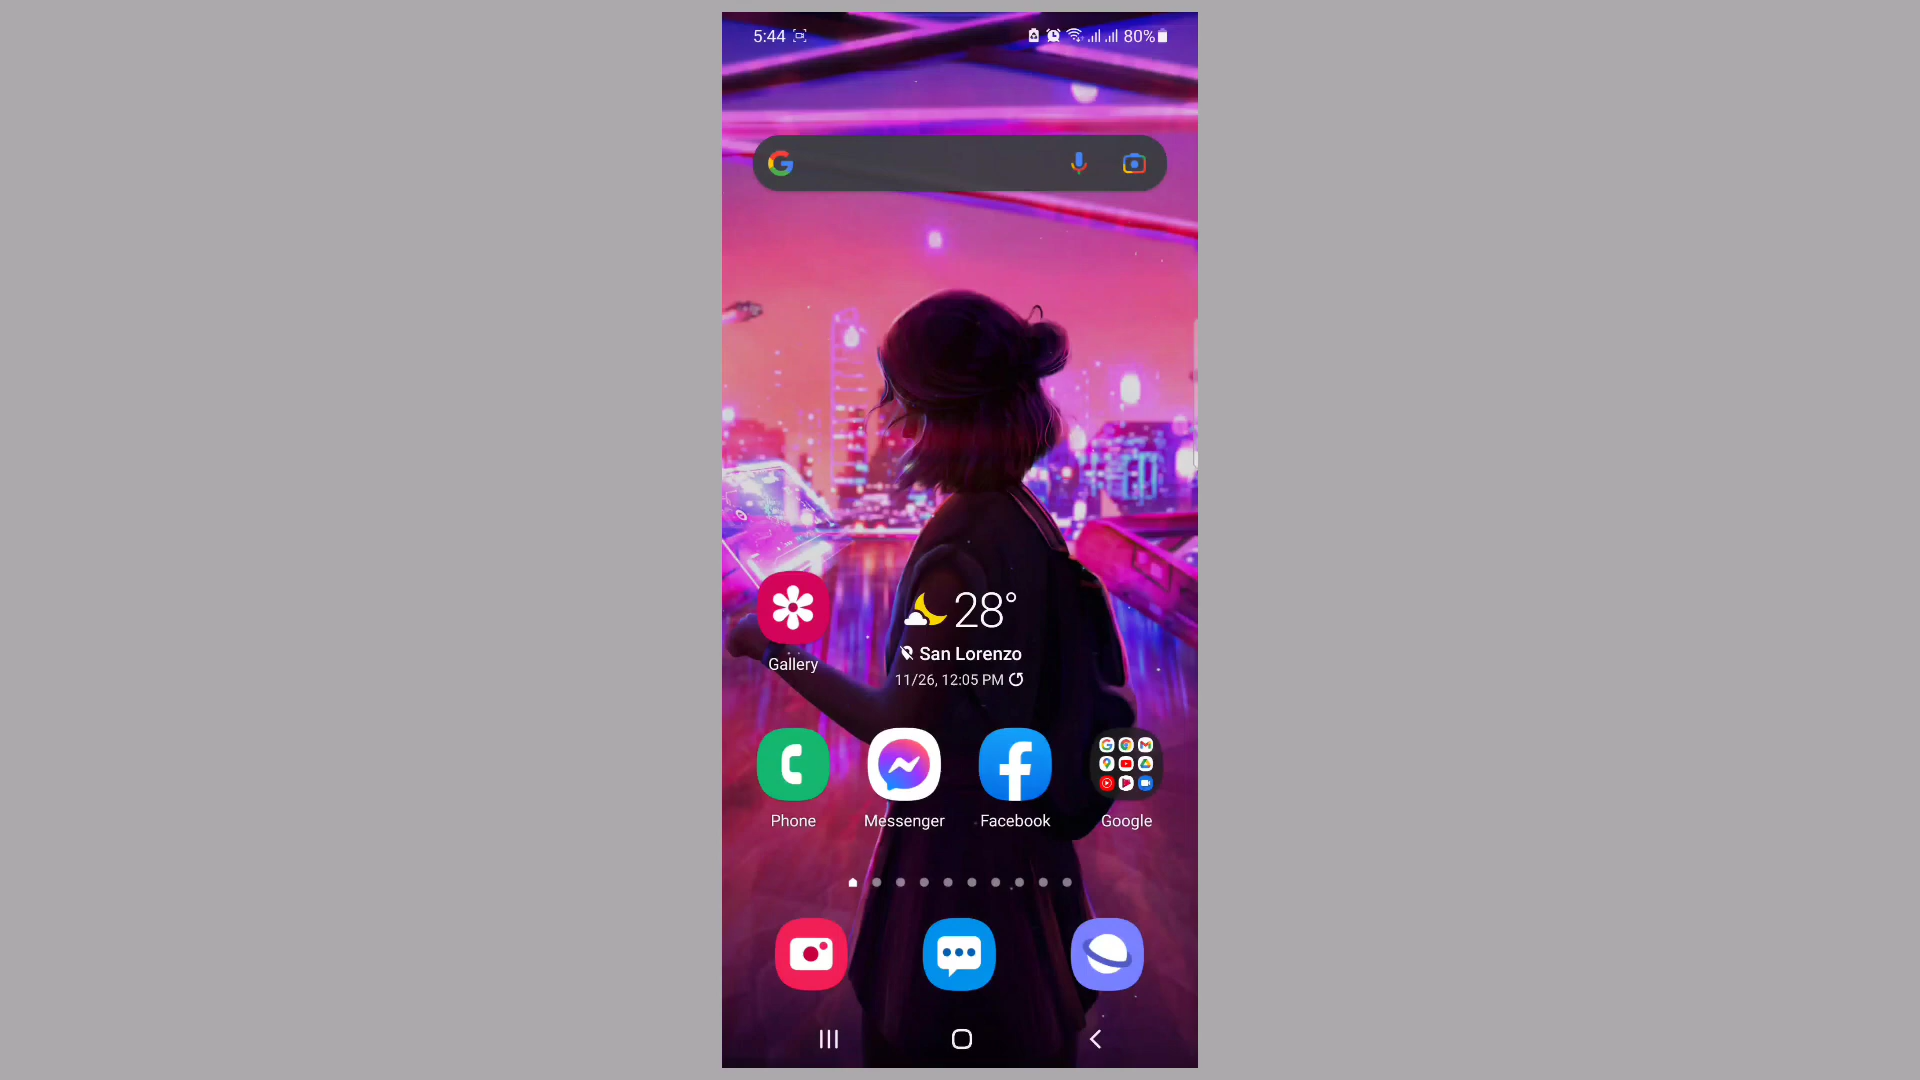 5:44
80%
28°
San Lorenzo
11/26, 12:05 PM
Gallery
Phone
Messenger
Facebook
Google